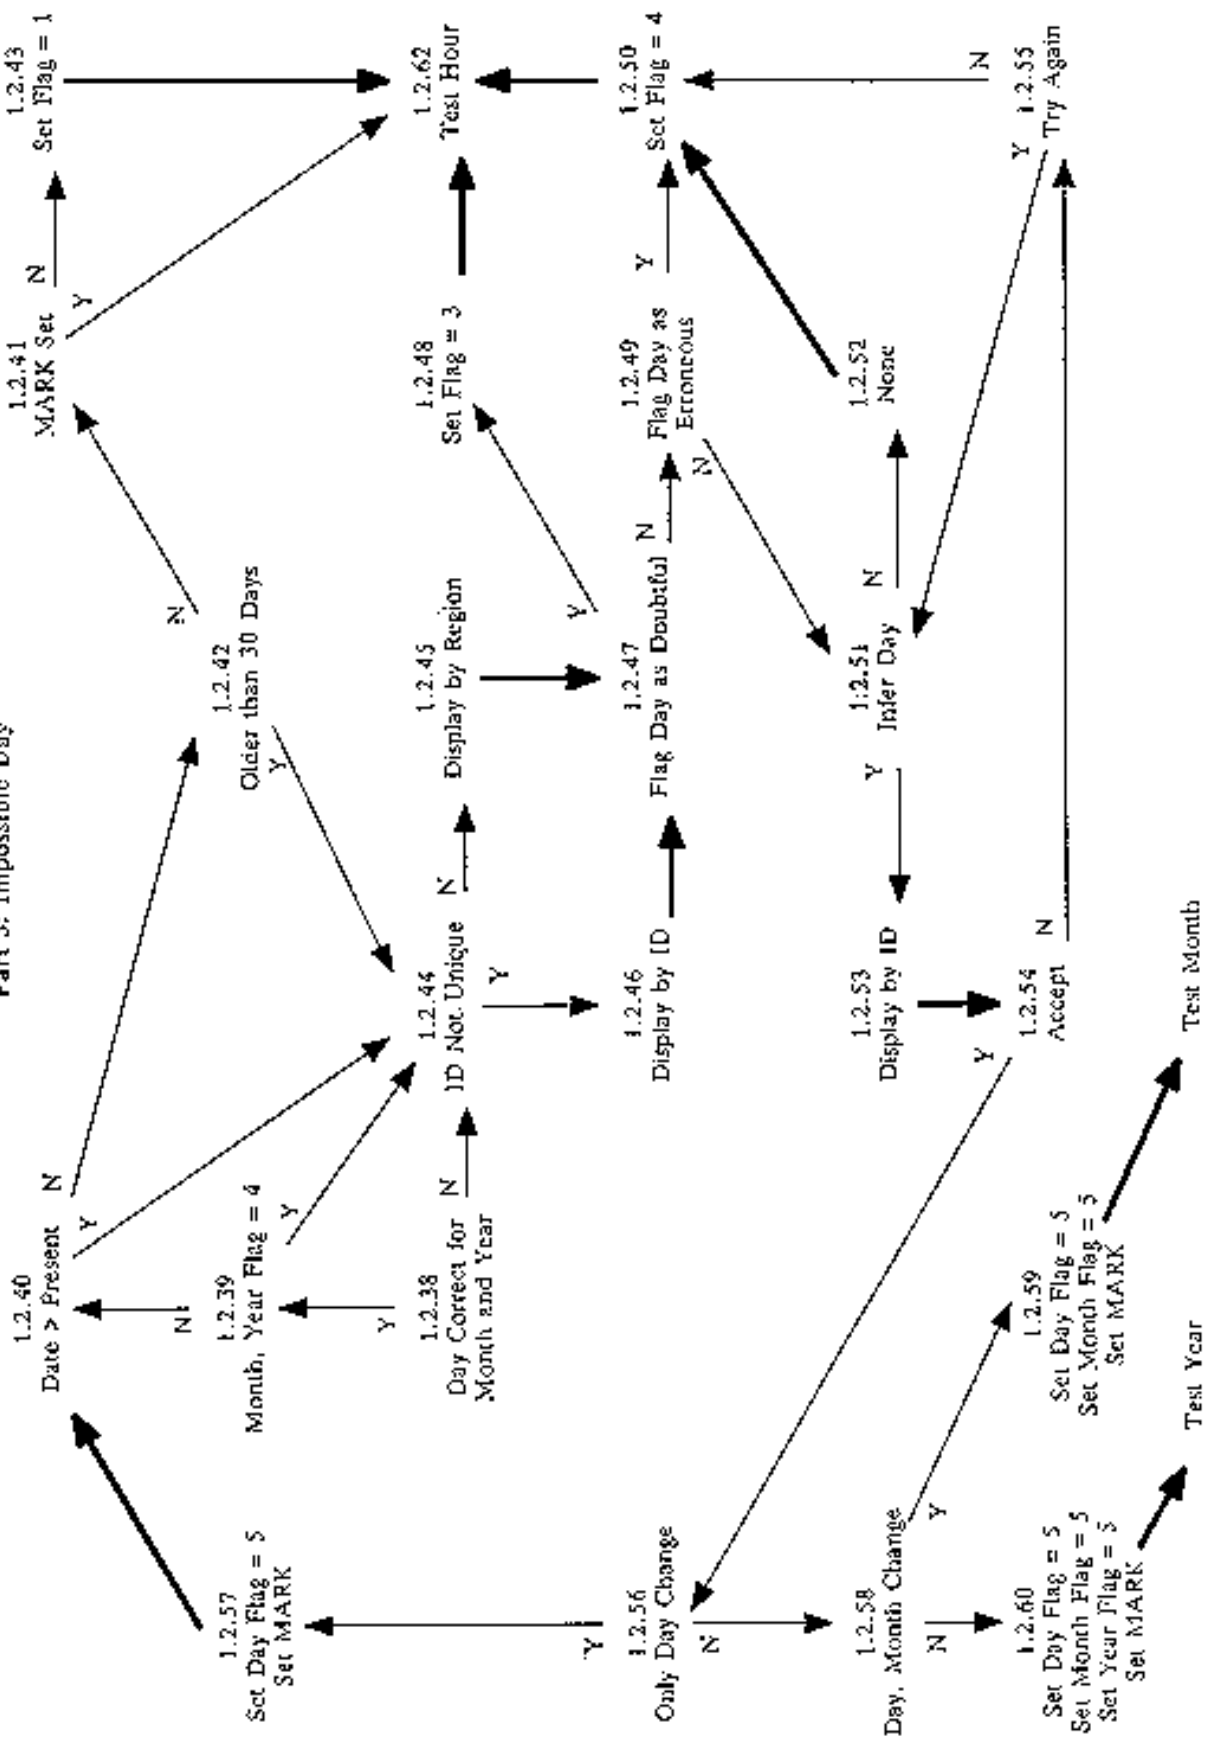 Part 3: Impossible Day
1.2.57
Set Day Flag = 5
Set MARK
1.2.40
Date > Present
N
Y
1.2.42
Older than 30 Days
N
Y
1.2.41
MARK Set
N
Y
1.2.43
Set Flag = 1
N
1.2.39
Month, Year Flag = 4
Y
Y
1.2.38
Day Correct for
Month and Year
N
1.2.44
ID Not Unique
N
Y
1.2.45
Display by Region
1.2.48
Set Flag = 3
1.2.62
Test Hour
Y
1.2.56
Only Day Change
N
1.2.46
Display by ID
1.2.47
Flag Day as Doubtful
N
Y
1.2.49
Flag Day as
Erroneous
Y
N
1.2.50
Set Flag = 4
1.2.58
Day, Month Change
N
Y
1.2.53
Display by ID
1.2.51
Infer Day
Y
N
1.2.52
None
1.2.60
Set Day Flag = 5
Set Month Flag = 5
Set Year Flag = 5
Set MARK
1.2.59
Set Day Flag = 5
Set Month Flag = 5
Set MARK
1.2.54
Accept
Y
N
1.2.55
Try Again
Y
N
Test Year
Test Month